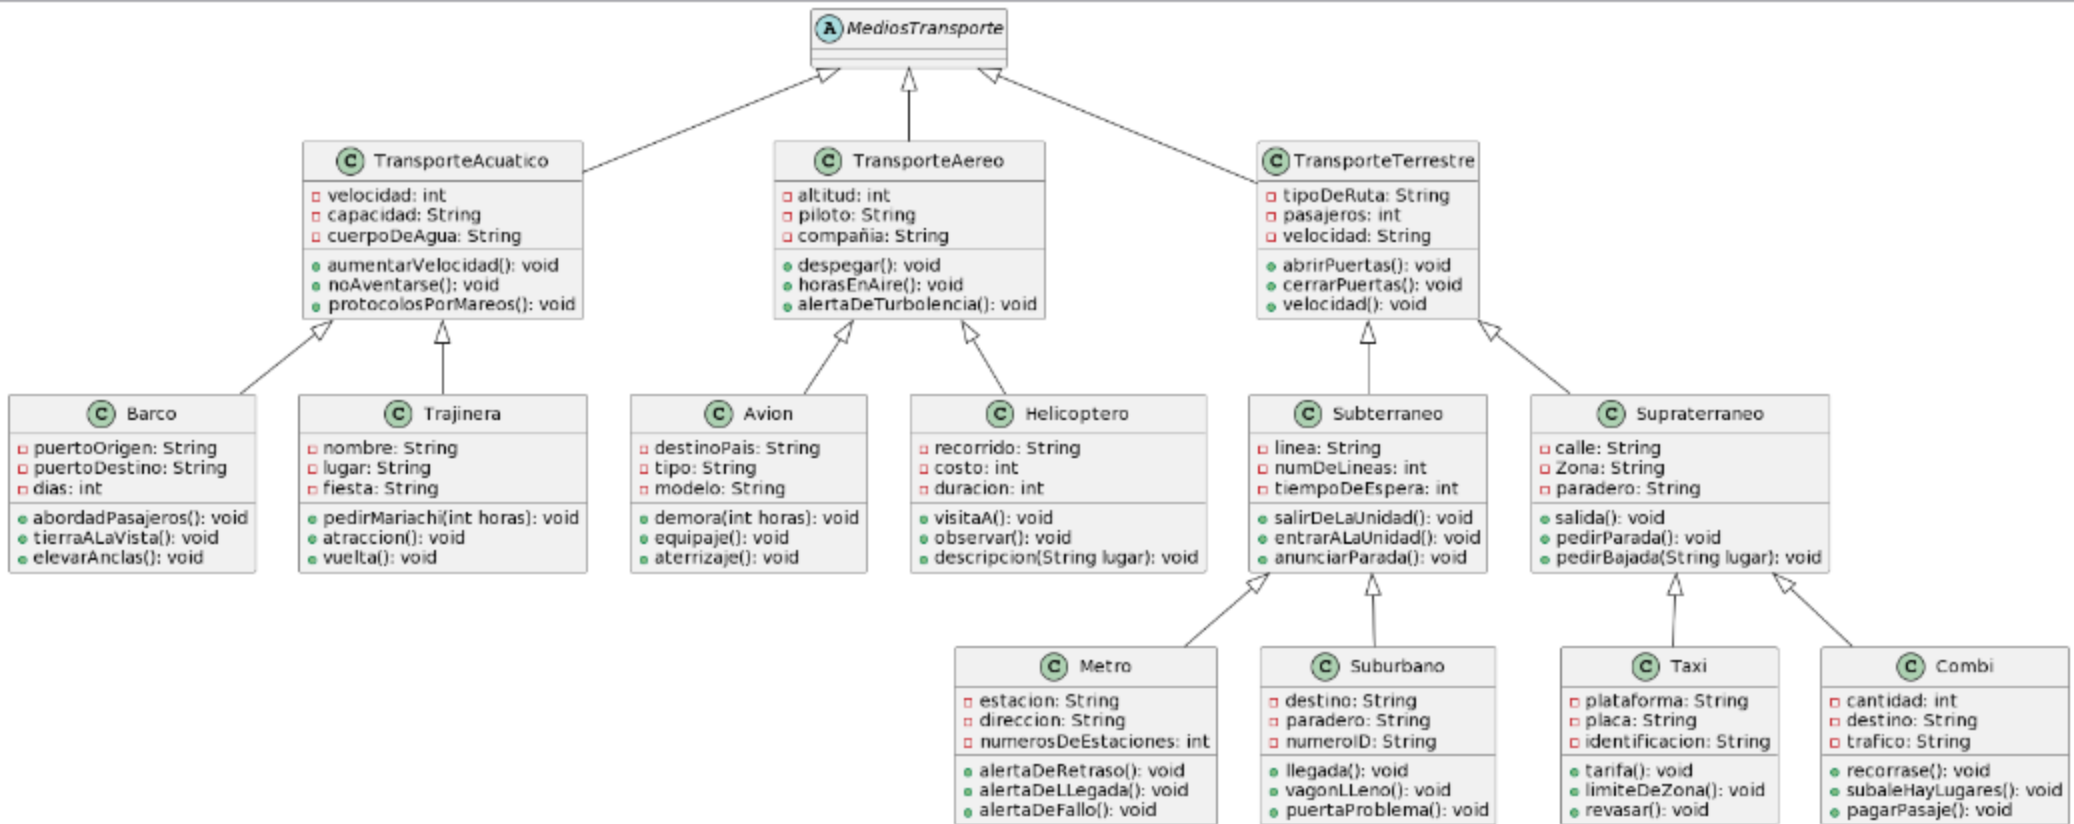 A MediosTransporte
C TransporteAcuatico
velocidad: int
capacidad: String
cuerpoDeAgua: String
aumentarVelocidad(): void
noAventarse(): void
protocolosPorMareos(): void
C TransporteAereo
altitud: int
piloto: String
compañia: String
despegar(): void
horasEnAire(): void
alertaDeTurbolencia(): void
C TransporteTerrestre
tipoDeRuta: String
pasajeros: int
velocidad: String
abrirPuertas(): void
cerrarPuertas(): void
velocidad(): void
C Barco
puertoOrigen: String
puertoDestino: String
dias: int
abordadPasajeros(): void
tierraALaVista(): void
elevarAnclas(): void
C Trajinera
nombre: String
lugar: String
fiesta: String
pedirMariachi(int horas): void
atraccion(): void
vuelta(): void
C Avion
destinoPais: String
tipo: String
modelo: String
demora(int horas): void
equipaje(): void
aterrizaje(): void
C Helicoptero
recorrido: String
costo: int
duracion: int
visitaA(): void
observar(): void
descripcion(String lugar): void
C Subterraneo
linea: String
numDeLineas: int
tiempoDeEspera: int
salirDeLaUnidad(): void
entrarALaUnidad(): void
anunciarParada(): void
C Supraterraneo
calle: String
Zona: String
paradero: String
salida(): void
pedirParada(): void
pedirBajada(String lugar): void
C Metro
estacion: String
direccion: String
numerosDeEstaciones: int
alertaDeRetraso(): void
alertaDeLLegada(): void
alertaDeFallo(): void
C Suburbano
destino: String
paradero: String
numeroID: String
llegada(): void
vagonLLeno(): void
puertaProblema(): void
C Taxi
plataforma: String
placa: String
identificacion: String
tarifa(): void
limiteDeZona(): void
revasar(): void
C Combi
cantidad: int
destino: String
trafico: String
recorrase(): void
subaleHayLugares(): void
pagarPasaje(): void